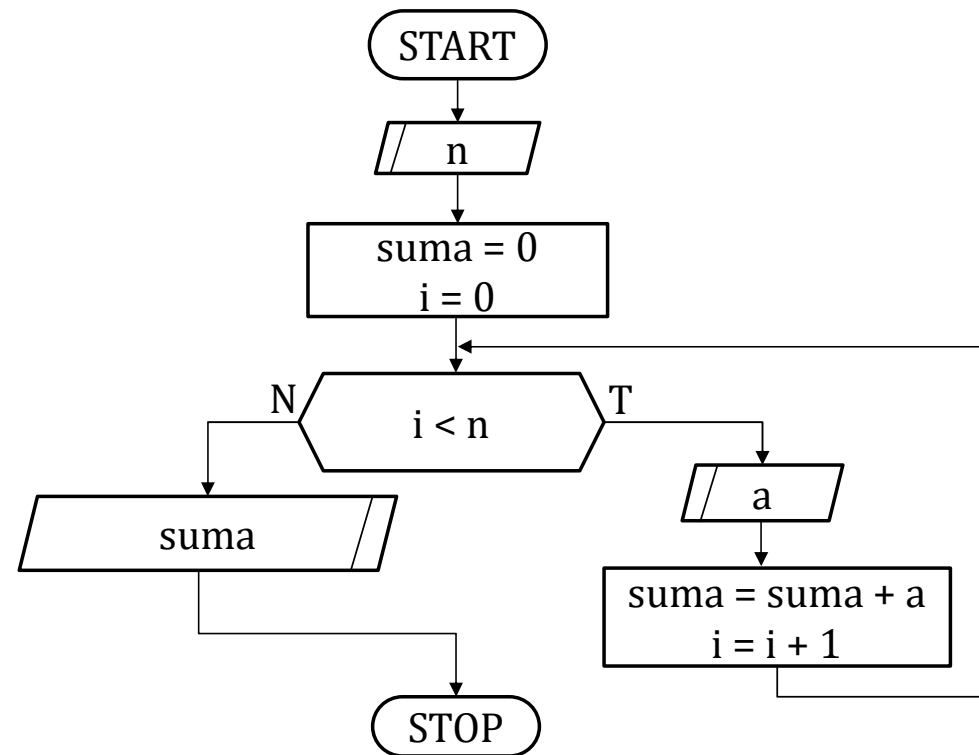 START
n
suma = 0
i = 0
N
T
i < n
a
suma
suma = suma + a
i = i + 1
STOP